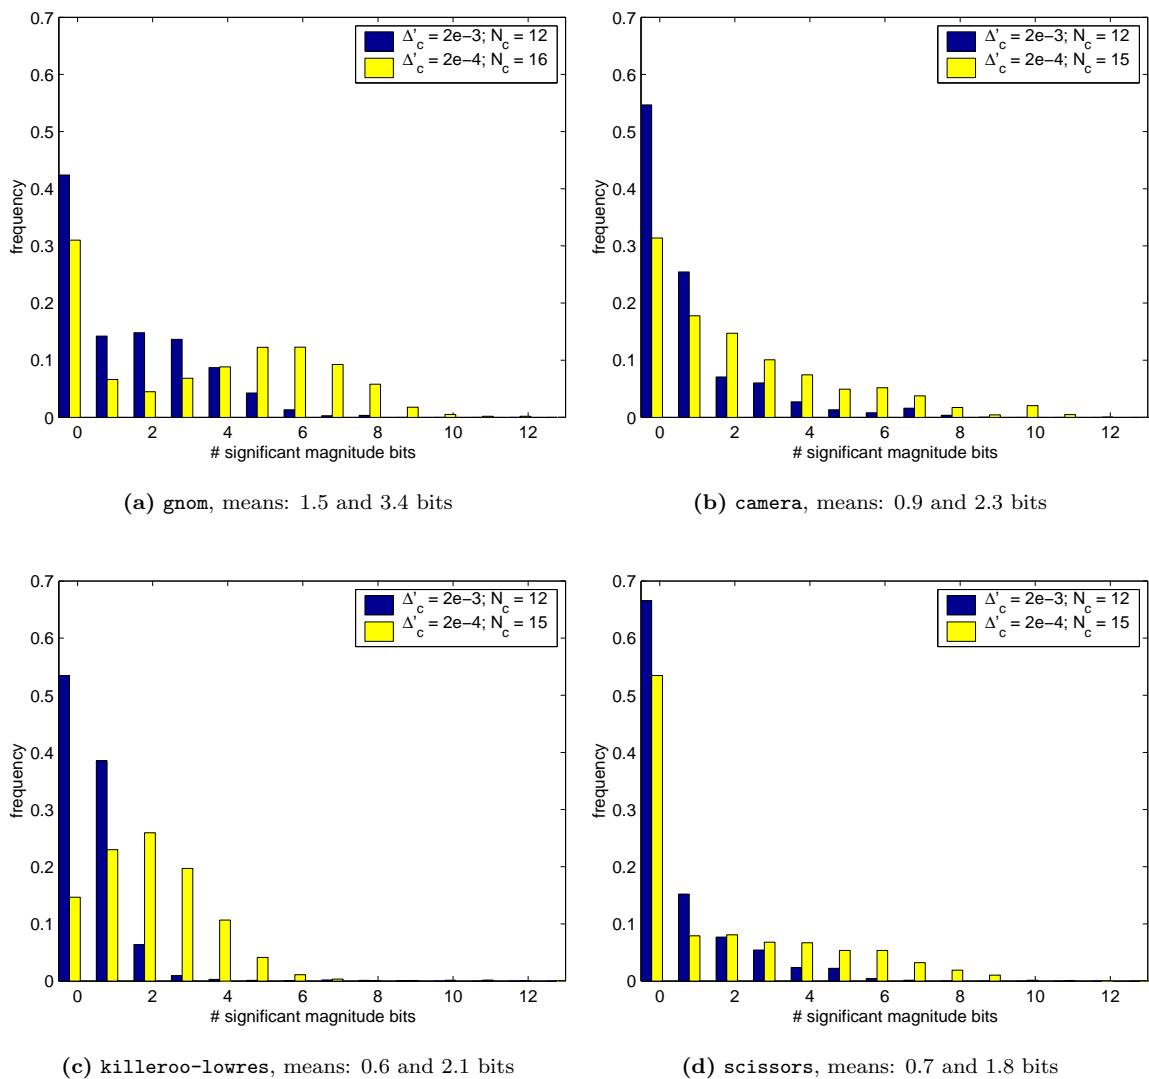 0.7
0.6
0.5
0.4
0.3
0.2
0.1
0
frequency
Δ'c = 2e−3; Nc = 12
Δ'c = 2e−4; Nc = 16
0 2 4 6 8 10 12
# significant magnitude bits
(a) gnom, means: 1.5 and 3.4 bits
0.7
0.6
0.5
0.4
0.3
0.2
0.1
0
frequency
Δ'c = 2e−3; Nc = 12
Δ'c = 2e−4; Nc = 15
0 2 4 6 8 10 12
# significant magnitude bits
(b) camera, means: 0.9 and 2.3 bits
0.7
0.6
0.5
0.4
0.3
0.2
0.1
0
frequency
Δ'c = 2e−3; Nc = 12
Δ'c = 2e−4; Nc = 15
0 2 4 6 8 10 12
# significant magnitude bits
(c) killeroo-lowres, means: 0.6 and 2.1 bits
0.7
0.6
0.5
0.4
0.3
0.2
0.1
0
frequency
Δ'c = 2e−3; Nc = 12
Δ'c = 2e−4; Nc = 15
0 2 4 6 8 10 12
# significant magnitude bits
(d) scissors, means: 0.7 and 1.8 bits